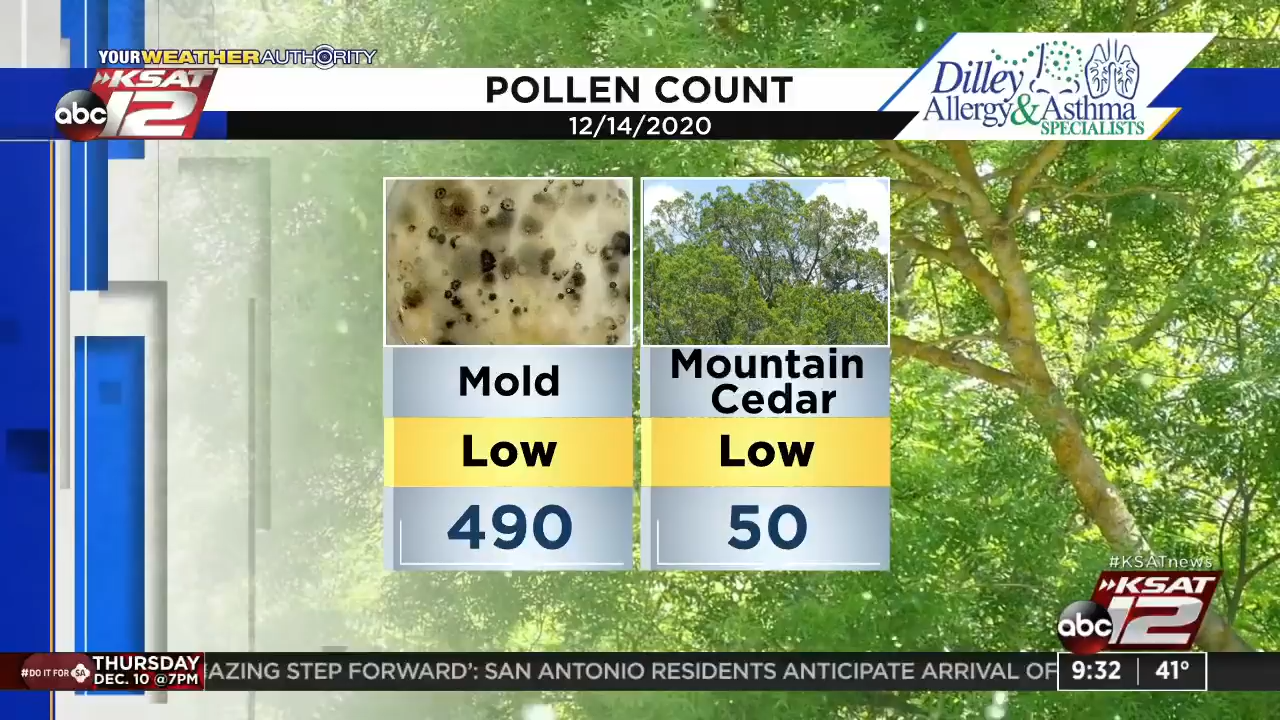 YOURWEATHERAUTHORITY
KSAT
abc 12
POLLEN COUNT
12/14/2020
Dilley
Allergy&Asthma
SPECIALISTS
Mold
Mountain
Cedar
Low
Low
490
50
#KSATnews
KSAT
abc 12
#DO IT FOR SA
THURSDAY
DEC. 10 @7PM
AZING STEP FORWARD': SAN ANTONIO RESIDENTS ANTICIPATE ARRIVAL OF
9:32 41°